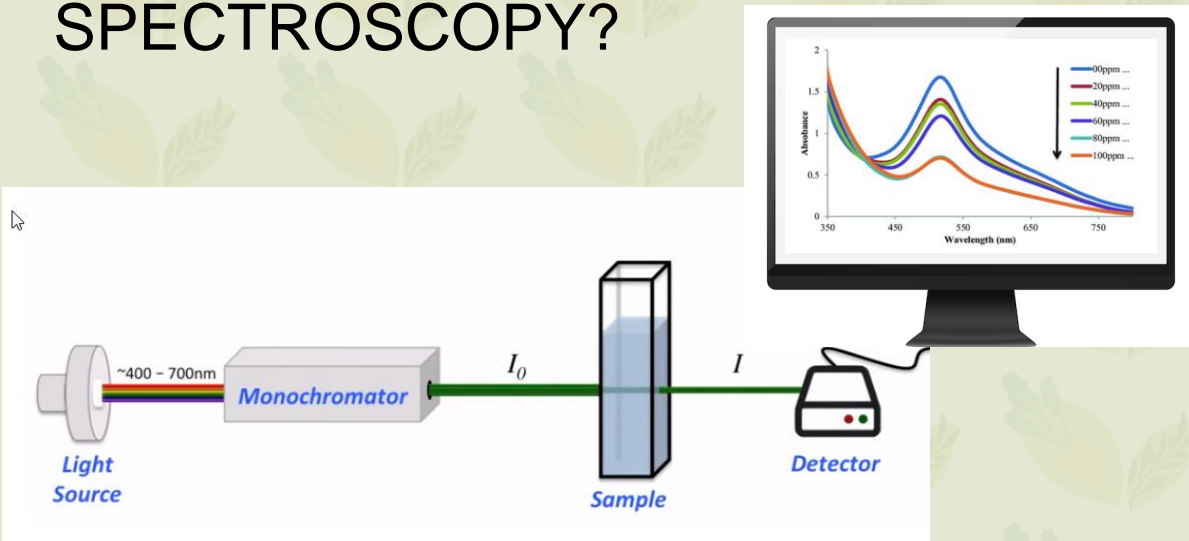 SPECTROSCOPY?
2
1.5
1
0.5
0
Absobance
350
450
550
650
750
Wavelength (nm)
00ppm ...
20ppm ...
40ppm ...
60ppm ...
80ppm ...
100ppm ...
~400 – 700nm
Monochromator
I0
I
Light
Source
Sample
Detector